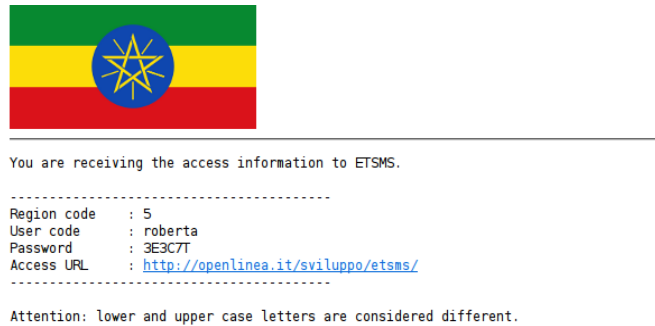 You are receiving the access information to ETSMS.
-----------------------------------------
Region code    : 5
User code      : roberta
Password       : 3E3C7T
Access URL     : http://openlinea.it/sviluppo/etsms/
-----------------------------------------
Attention: lower and upper case letters are considered different.